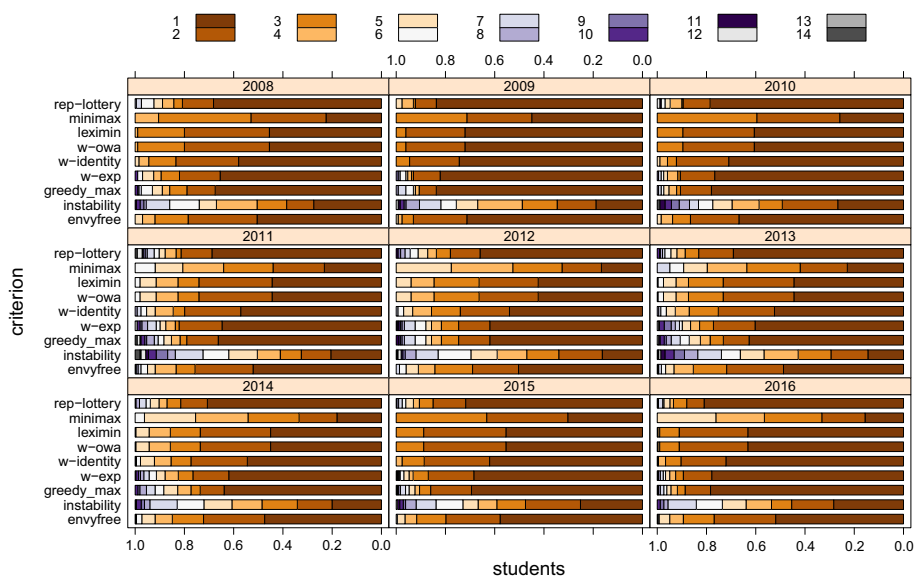 1 3 5 7 9 11 13
2 4 6 8 10 12 14
1.0 0.8 0.6 0.4 0.2 0.0
2008 2009 2010
rep-lottery
minimax
leximin
w-owa
w-identity
w-exp
greedy_max
instability
envyfree
2011 2012 2013
rep-lottery
minimax
leximin
w-owa
w-identity
w-exp
greedy_max
instability
envyfree
criterion
2014 2015 2016
rep-lottery
minimax
leximin
w-owa
w-identity
w-exp
greedy_max
instability
envyfree
1.0 0.8 0.6 0.4 0.2 0.0 1.0 0.8 0.6 0.4 0.2 0.0
students